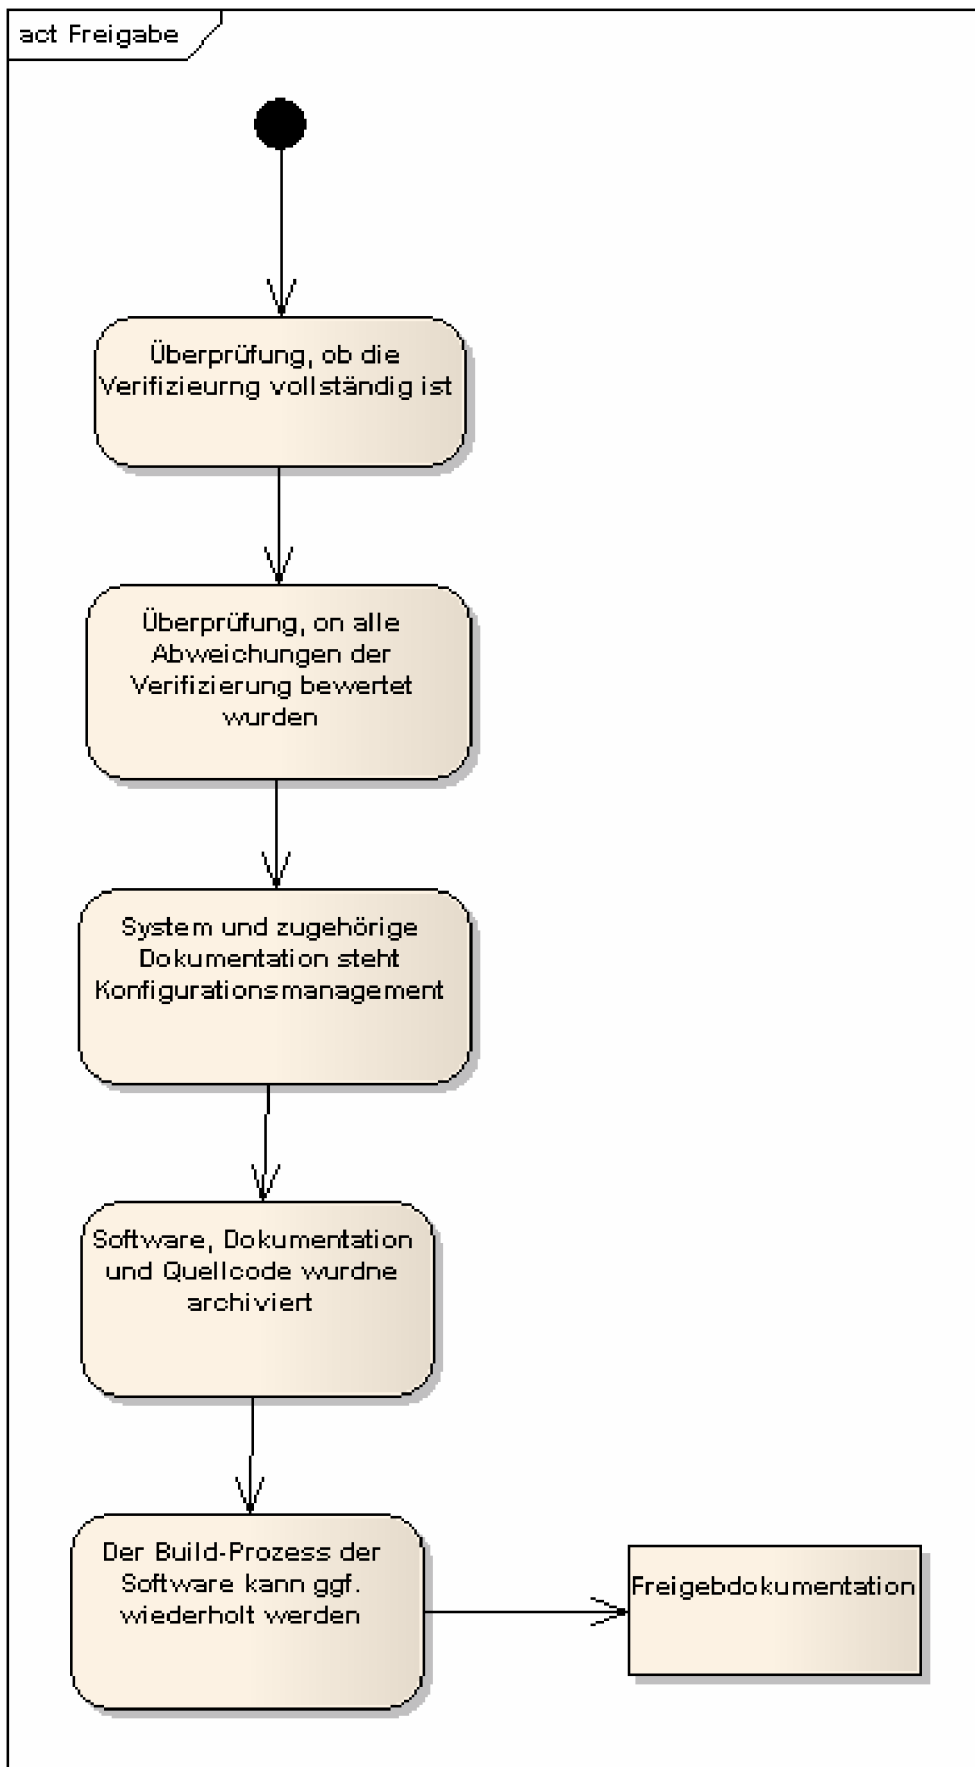 act Freigabe
Überprüfung, ob die
Verifizieurng vollständig ist
Überprüfung, on alle
Abweichungen der
Verifizierung bewertet
wurden
System und zugehörige
Dokumentation steht
Konfigurationsmanagement
Software, Dokumentation
und Quellcode wurdne
archiviert
Der Build-Prozess der
Software kann ggf.
wiederholt werden
Freigebdokumentation